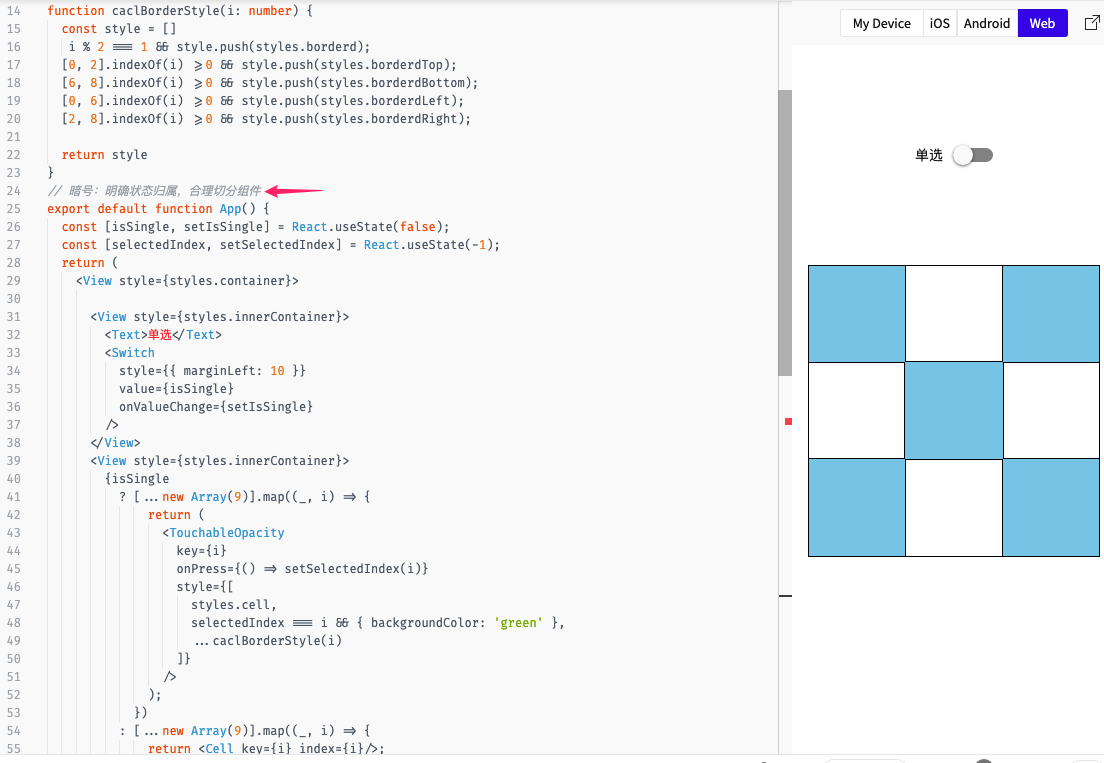 14 function caclBorderStyle(i: number) {
15 const style = []
16 i % 2 === 1 && style.push(styles.borderd);
17 [0, 2].indexOf(i) >=0 && style.push(styles.borderdTop);
18 [6, 8].indexOf(i) >=0 && style.push(styles.borderdBottom);
19 [0, 6].indexOf(i) >=0 && style.push(styles.borderdLeft);
20 [2, 8].indexOf(i) >=0 && style.push(styles.borderdRight);
21
22 return style
23 }
24 // 暗号：明确状态归属，合理切分组件
25 export default function App() {
26 const [isSingle, setIsSingle] = React.useState(false);
27 const [selectedIndex, setSelectedIndex] = React.useState(-1);
28 return (
29 <View style={styles.container}>
30
31 <View style={styles.innerContainer}>
32 <Text>单选</Text>
33 <Switch
34 style={{ marginLeft: 10 }}
35 value={isSingle}
36 onValueChange={setIsSingle}
37 />
38 </View>
39 <View style={styles.innerContainer}>
40 {isSingle
41 ? [...new Array(9)].map((_, i) => {
42 return (
43 <TouchableOpacity
44 key={i}
45 onPress={() => setSelectedIndex(i)}
46 style={[
47 styles.cell,
48 selectedIndex === i && { backgroundColor: 'green' },
49 ...caclBorderStyle(i)
50 ]}
51 />
52 );
53 })
54 : [...new Array(9)].map((_, i) => {
55 return <Cell key={i} index={i}/>;
My Device iOS Android Web
单选